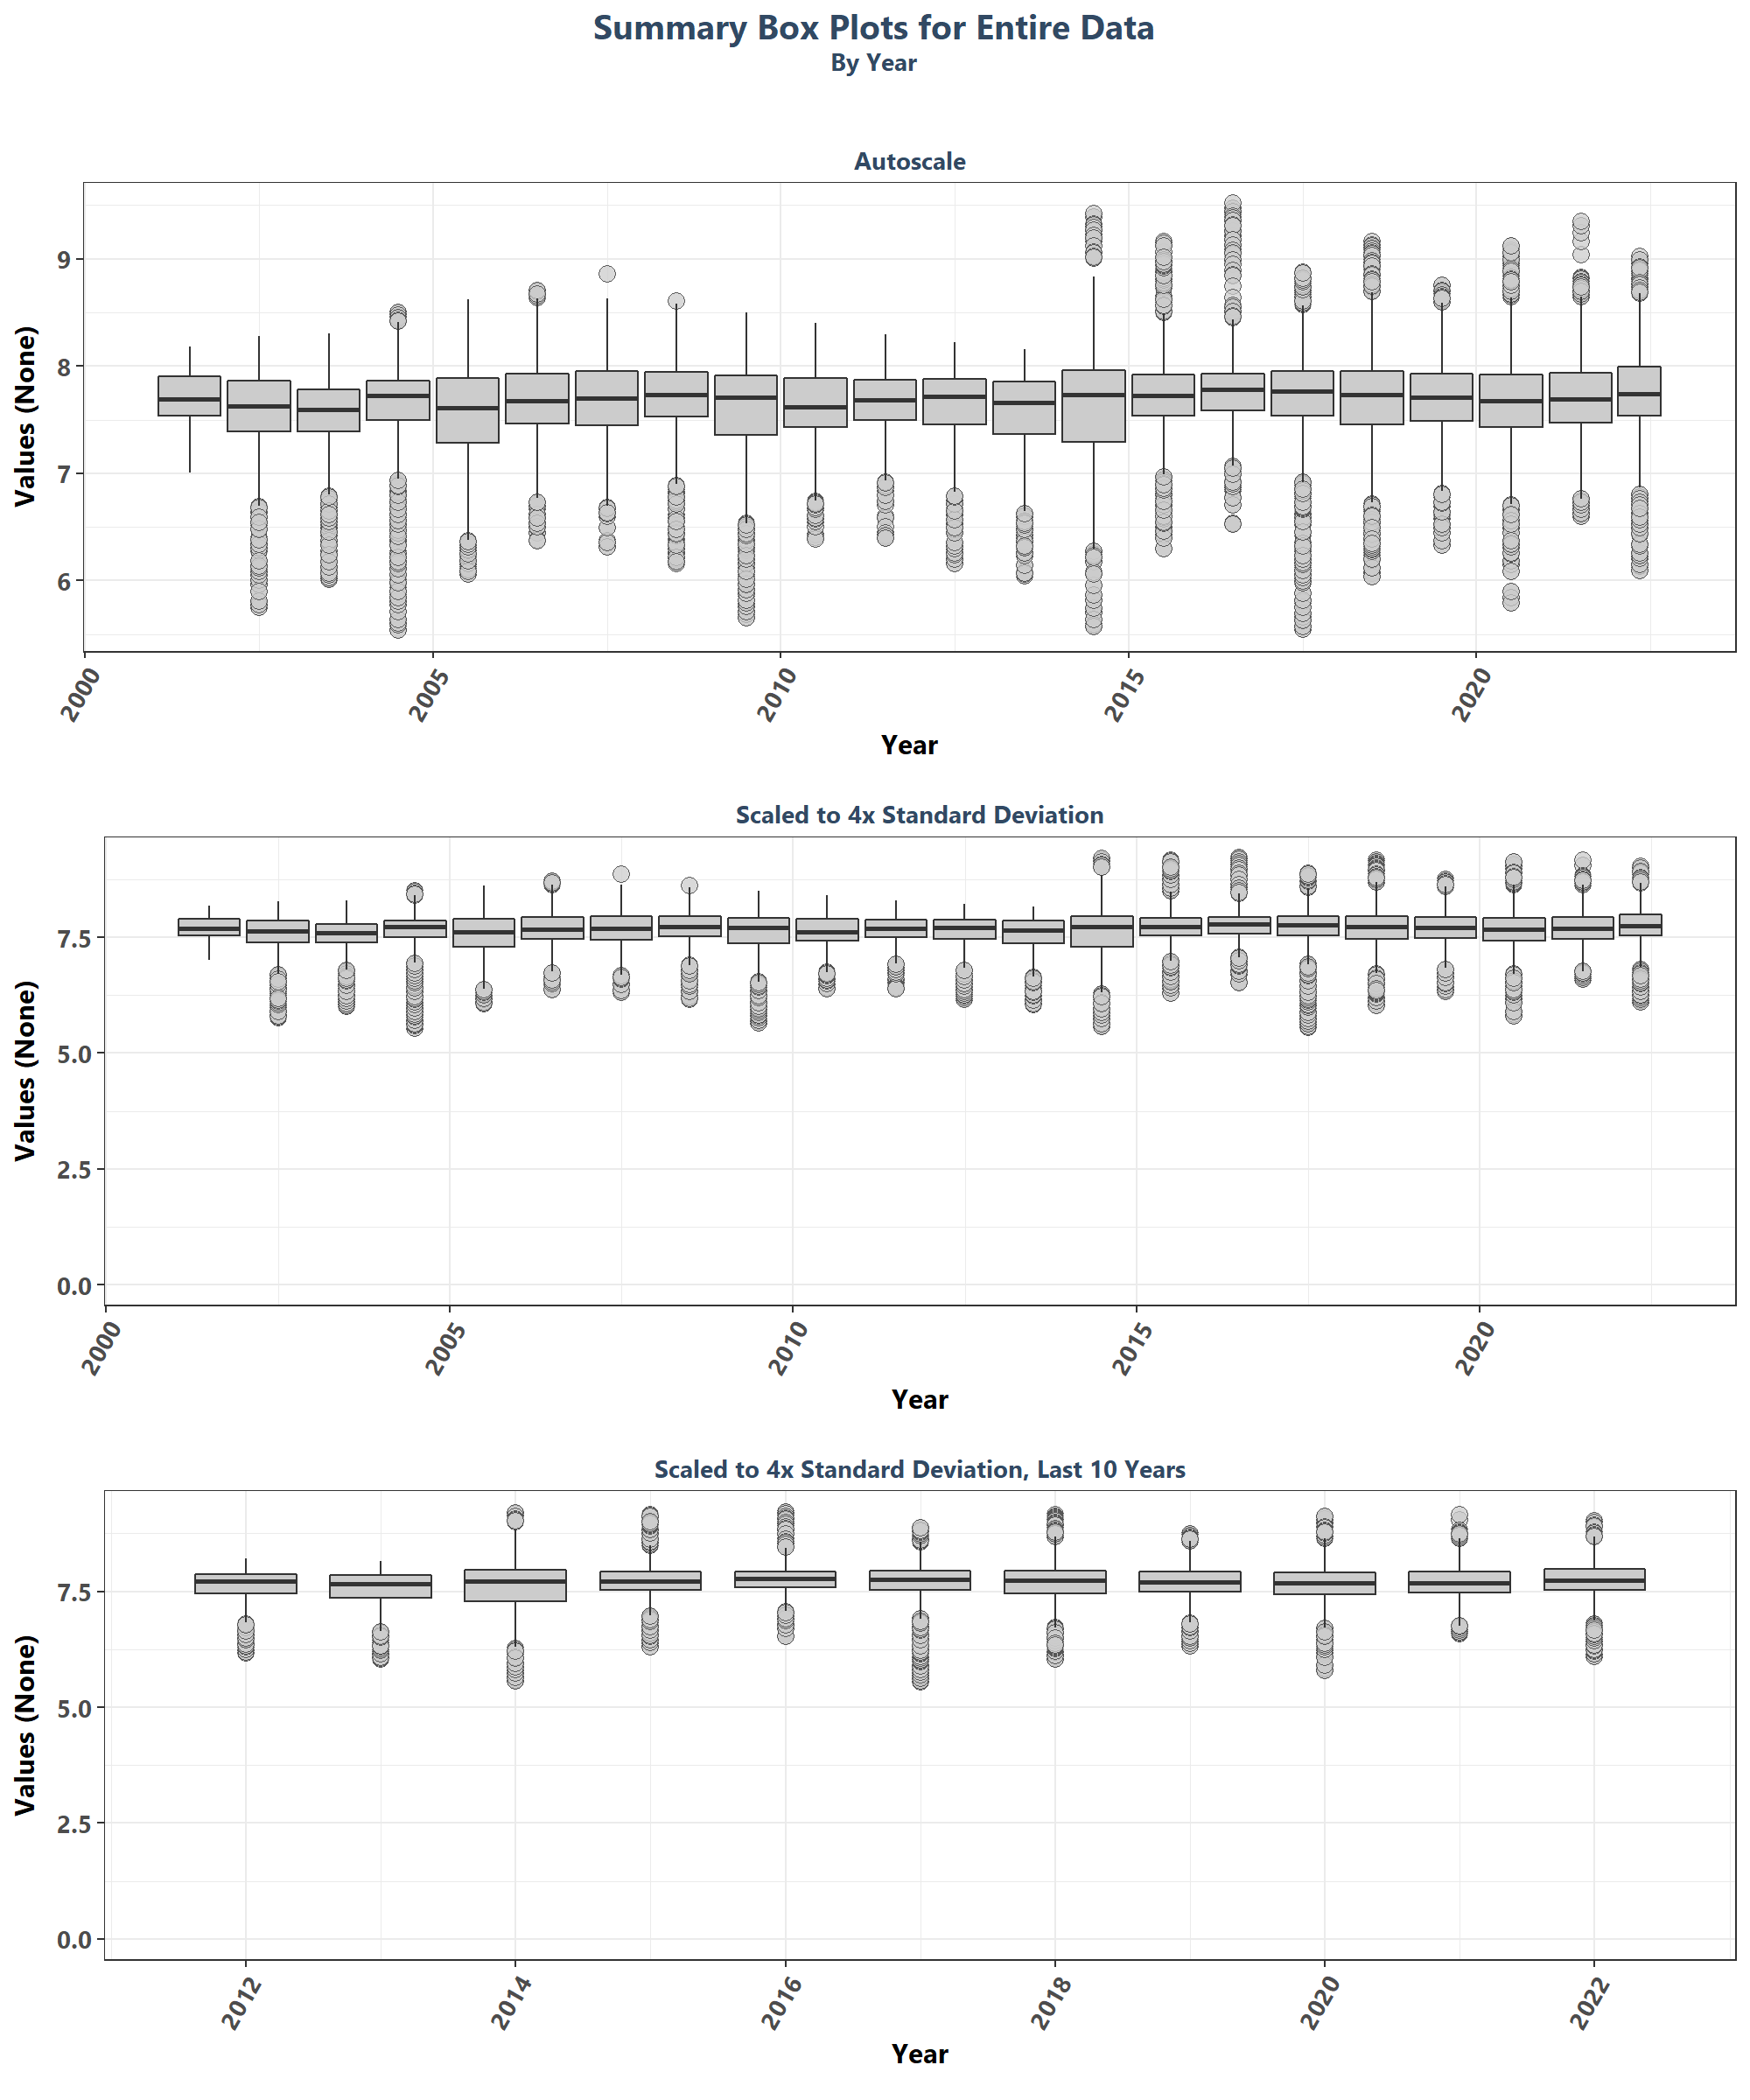 Summary Box Plots for Entire Data
By Year
Autoscale
Values (None)
9
8
7
6
2000
2005
2010
2015
2020
Year
Scaled to 4x Standard Deviation
Values (None)
7.5
5.0
2.5
0.0
2000
2005
2010
2015
2020
Year
Scaled to 4x Standard Deviation, Last 10 Years
Values (None)
7.5
5.0
2.5
0.0
2012
2014
2016
2018
2020
2022
Year